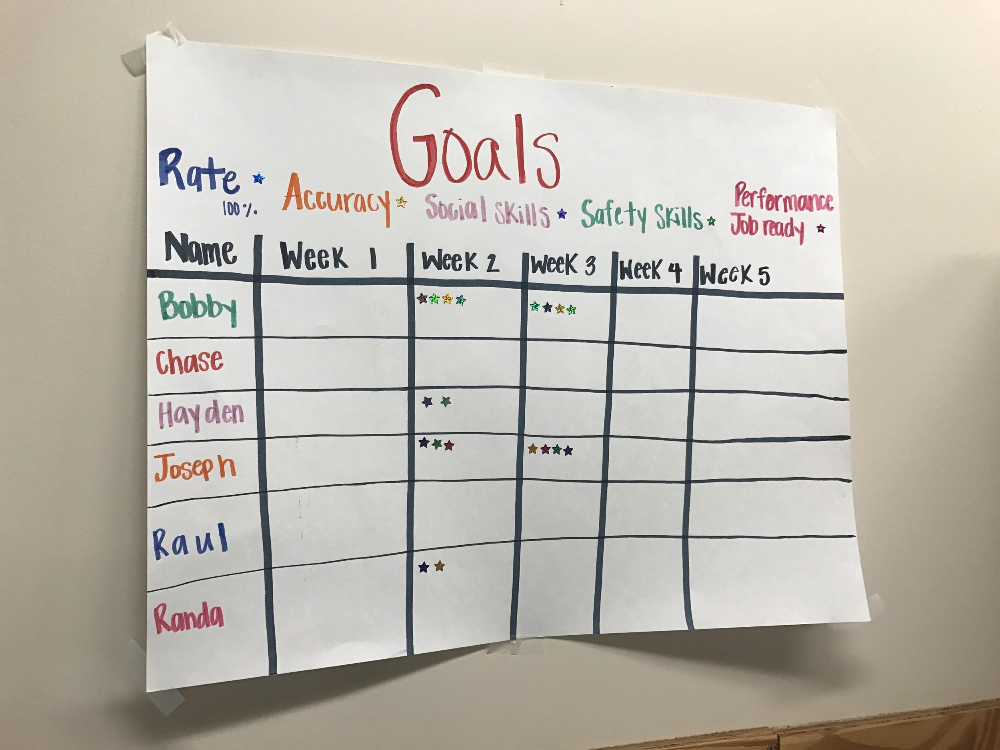 Goals
Rate
100%
Accuracy
Social Skills
Safety Skills
Performance
Job ready
Name Week 1 Week 2 Week 3 Week 4 Week 5
Bobby
Chase
Hayden
Joseph
Raul
Randa